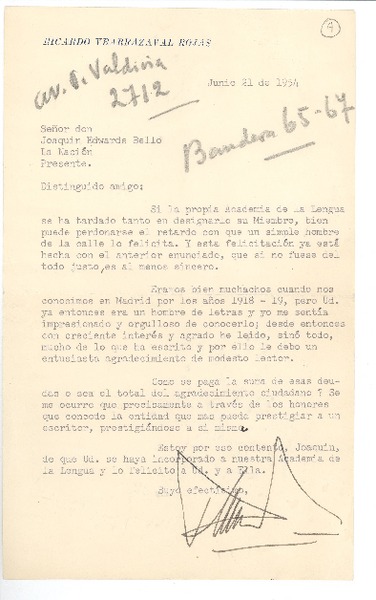 4
RICARDO YRARRAZAVAL ROJAS
Junio 21 de 1954
av. P. Valdivia
2712
Señor don
Joaquin Edwards Bello
La Nación
Presente.
Bandera 65-67
Distinguido amigo:
Si la propia Academia de la Lengua
se ha tardado tanto en designarlo su Miembro, bien
puede perdonarse el retardo con que un simple hombre
de la calle lo felicita. Y esta felicitación ya está
hecha con el anterior enunciado, que si no fuese del
todo justo, es al menos sincero.
Eramos bien muchachos cuando nos
conocimos en Madrid por los años 1918 - 19, pero Ud.
ya entonces era un hombre de letras y yo me sentía
impresionado y orgulloso de conocerlo; desde entonces
con creciente interés y agrado he leido, sinó todo,
mucho de lo que ha escrito y por ello le debo un
entusiasta agradecimiento de modesto lector.
Como se paga la suma de esas deu-
das o sea el total del agradecimiento ciudadano ? Se
me ocurre que precisamente a través de los honores
que concede la entidad que mas pueda prestigiar a un
escritor, prestigiándose a si misma.
Estoy por eso contento, Joaquin,
de que Ud. se haya incorporado a nuestra Academia de
la Lengua y lo felicito a Ud. y a Ella.
Suyo efectísimo,